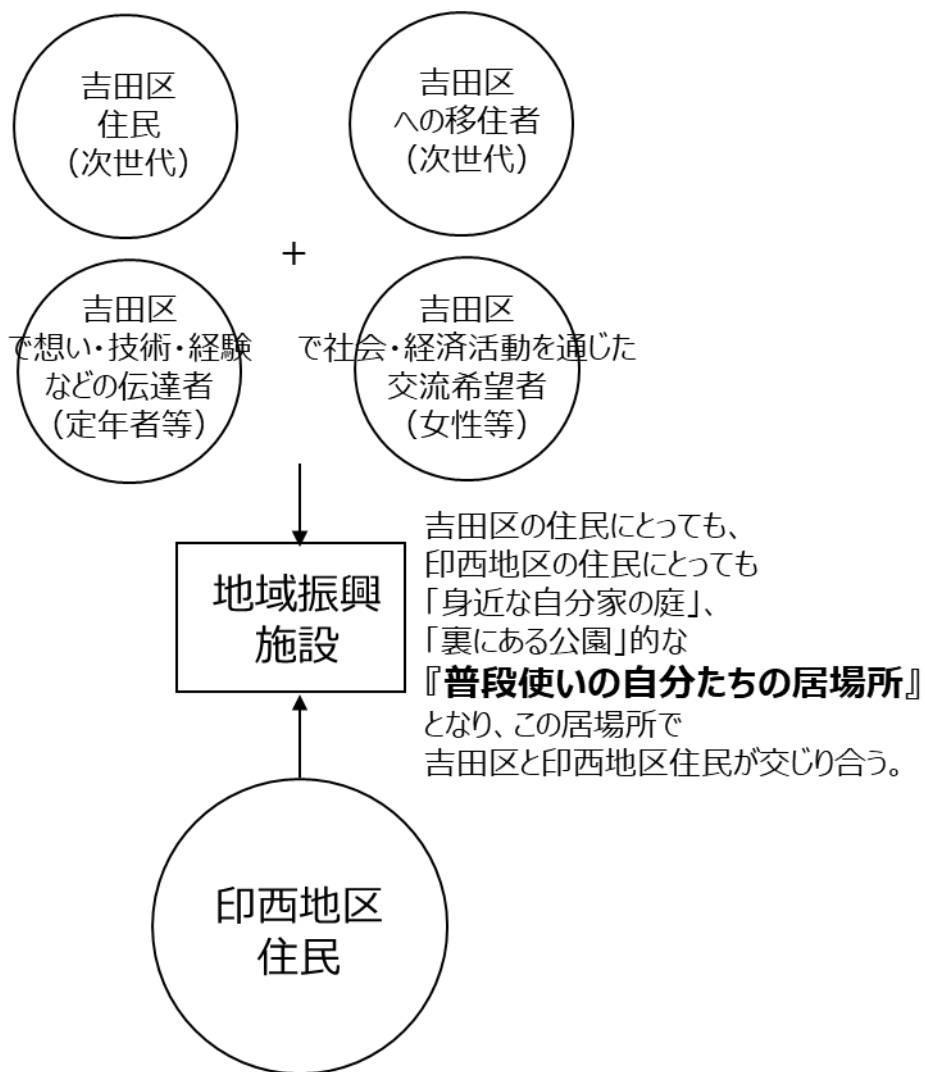 吉田区
住民
（次世代）
吉田区
への移住者
（次世代）
＋
吉田区
で想い・技術・経験
などの伝達者
（定年者等）
吉田区
で社会・経済活動を通じた
交流希望者
（女性等）
地域振興
施設
吉田区の住民にとっても、
印西地区の住民にとっても
「身近な自分家の庭」、
「裏にある公園」的な
『普段使いの自分たちの居場所』
となり、この居場所で
吉田区と印西地区住民が交じり合う。
印西地区
住民